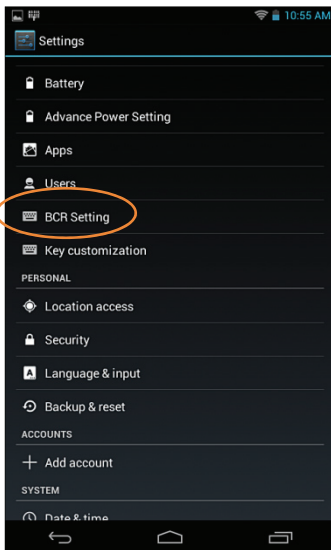 10:55 AM
Settings
Battery
Advance Power Setting
Apps
Users
BCR Setting
Key customization
PERSONAL
Location access
Security
A Language & input
Backup & reset
ACCOUNTS
Add account
SYSTEM
Date & time